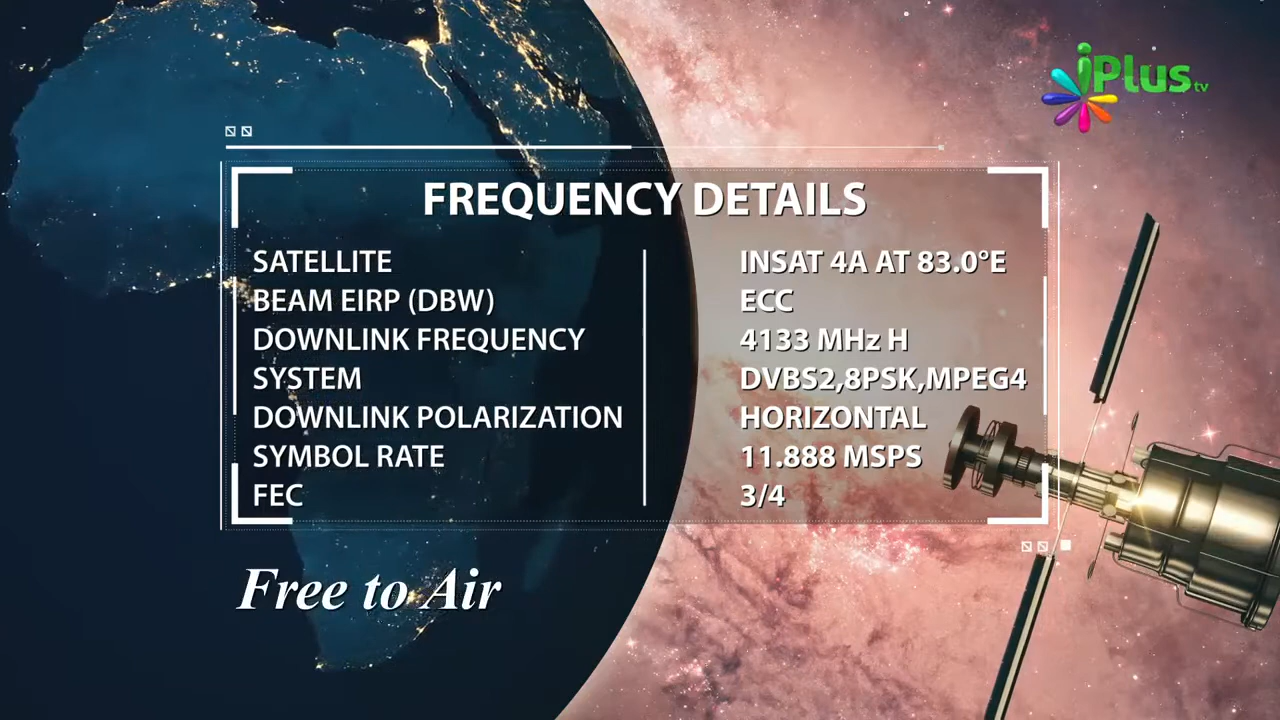 iPlus tv
FREQUENCY DETAILS
SATELLITE INSAT 4A AT 83.0°E
BEAM EIRP (DBW) ECC
DOWNLINK FREQUENCY 4133 MHz H
SYSTEM DVBS2,8PSK,MPEG4
DOWNLINK POLARIZATION HORIZONTAL
SYMBOL RATE 11.888 MSPS
FEC 3/4
Free to Air